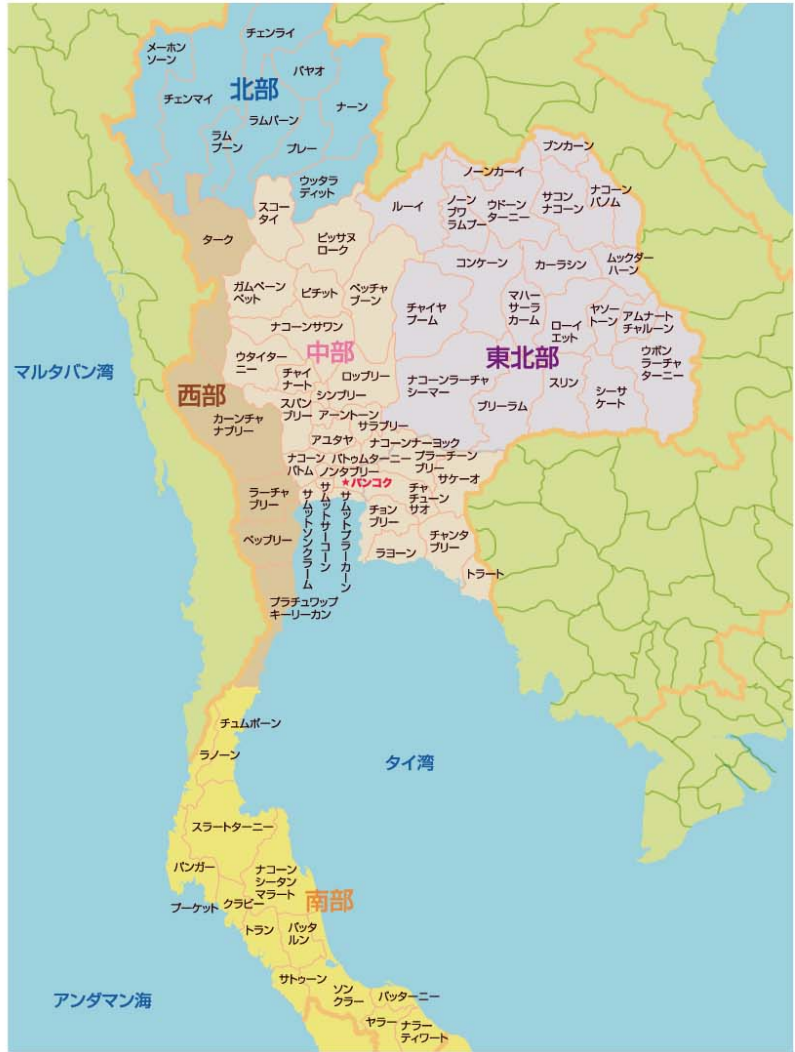 チェンライ
メーホン
ソーン
パヤオ
チェンマイ
北部
ナーン
ラムパーン
ラム
プーン
プレー
ウッタラ
ディット
ブンカーン
ノーンカーイ
スコー
タイ
ルーイ
ノーン
ブワ
ラムプー
ウドーン
ターニー
サコン
ナコーン
ナコーン
パノム
ターク
ピッサヌ
ローク
コンケーン
カーラシン
ムックダー
ハーン
ガムペーン
ペット
ピチット
ペッチャ
ブーン
チャイヤ
プーム
マハー
サーラ
カーム
ローイ
エット
ヤソー
トーン
アムナート
チャルーン
ナコーンサワン
中部
ウタイター
ニー
チャイ
ナート
ロッブリー
東北部
ウボン
ラーチャ
ターニー
マルタバン湾
西部
カーンチャ
ナブリー
スパン
ブリー
シンブリー
アーントーン
サラブリー
ナコーンラーチャ
シーマー
ブリーラム
スリン
シーサ
ケート
アユタヤ
ナコーンナーヨック
ナコーン
パトム
パトゥムターニー
ノンタブリー
プラーチーン
ブリー
サケーオ
★バンコク
ラーチャ
ブリー
サムットソンクラーム
サムットサーコーン
サムットプラーカーン
チャ
チューン
サオ
チョン
ブリー
ペッブリー
ラヨーン
チャンタ
ブリー
トラート
プラチュワップ
キーリーカン
チュムポーン
ラノーン
タイ湾
スラートターニー
パンガー
ナコーン
シータン
マラート
南部
プーケット
クラビー
トラン
パッタ
ルン
サトゥーン
ソン
クラー
パッターニー
アンダマン海
ヤラー
ナラー
ティワート